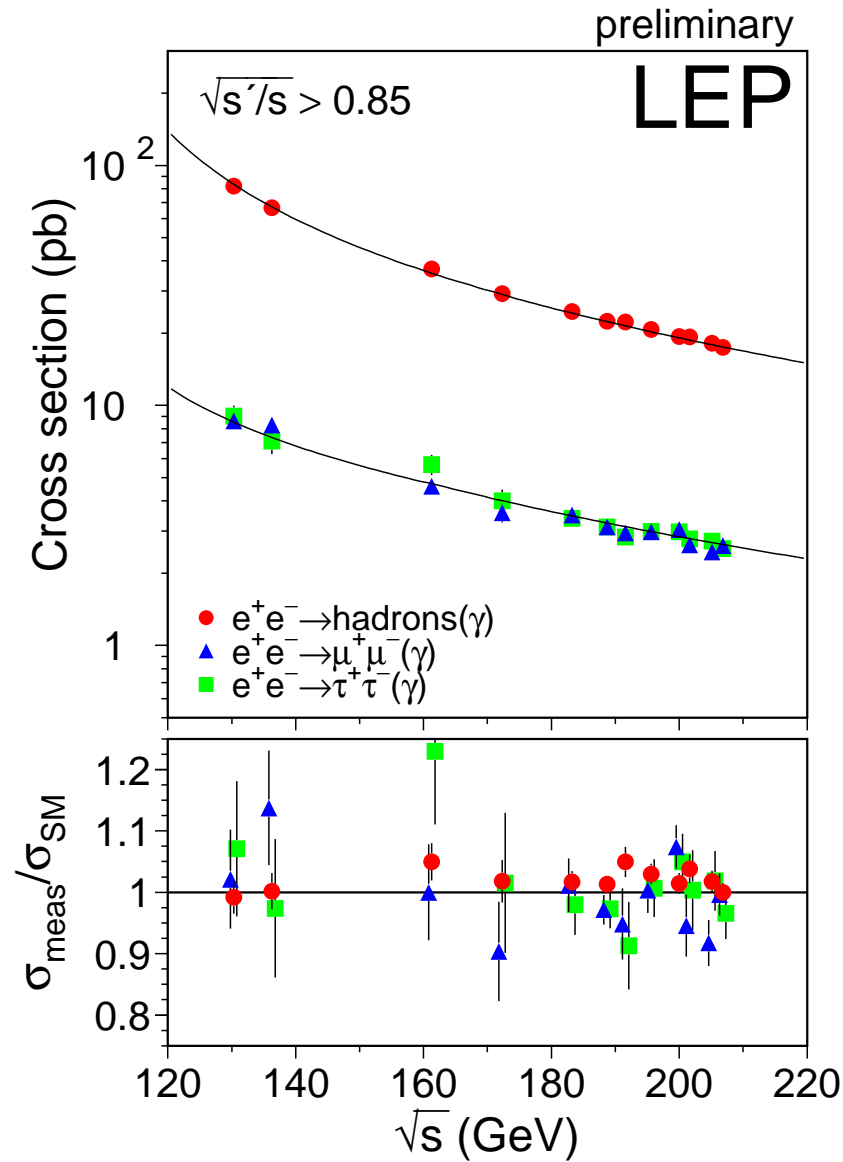 preliminary
√s´/s > 0.85
LEP
10²
10
1
Cross section (pb)
e⁺e⁻→hadrons(γ)
e⁺e⁻→μ⁺μ⁻(γ)
e⁺e⁻→τ⁺τ⁻(γ)
1.2
1.1
1
0.9
0.8
σmeas/σSM
120 140 160 180 200 220
√s (GeV)